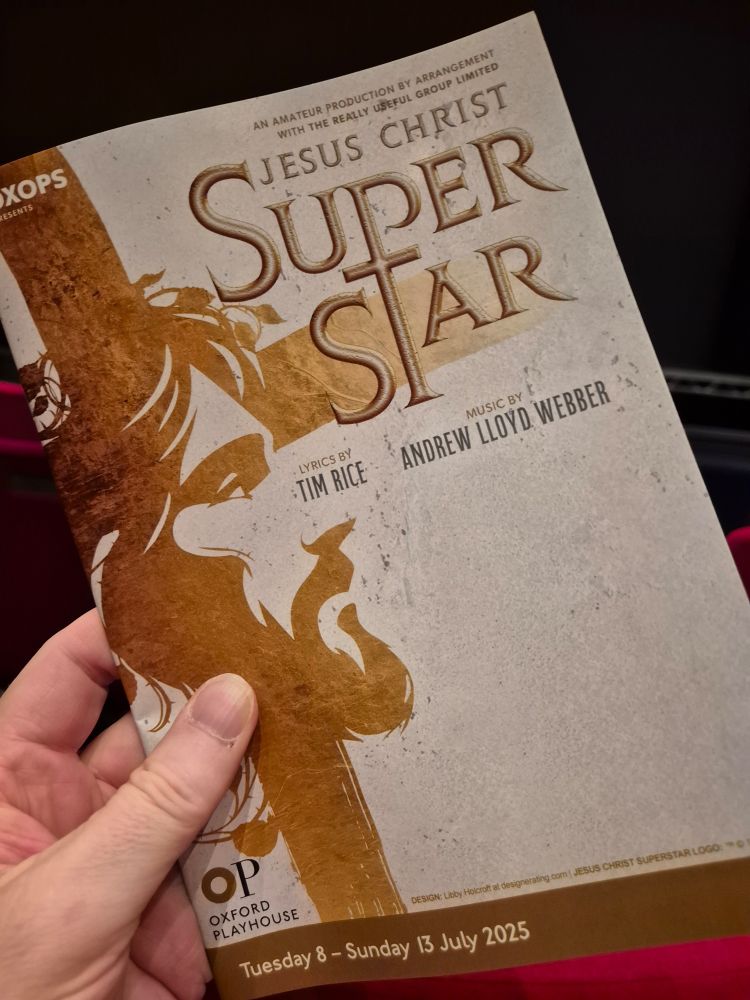 OXOPS
PRESENTS
AN AMATEUR PRODUCTION BY ARRANGEMENT
WITH THE REALLY USEFUL GROUP LIMITED
JESUS CHRIST
SUPER
STAR
LYRICS BY
TIM RICE
MUSIC BY
ANDREW LLOYD WEBBER
OP
OXFORD
PLAYHOUSE
DESIGN: Libby Holcroft at designerating.com | JESUS CHRIST SUPERSTAR LOGO: ™ ©
Tuesday 8 – Sunday 13 July 2025